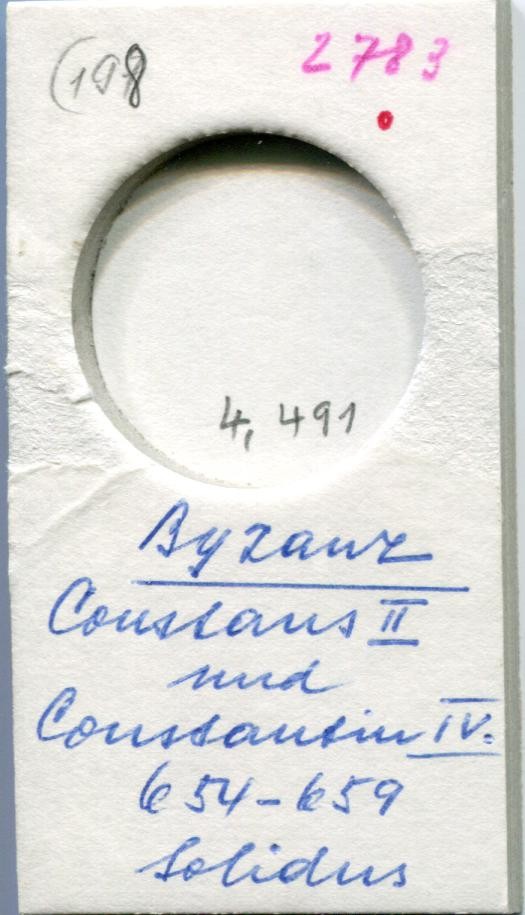 (198
2783
4,491
Byzanz
Constans II
und
Constantin IV.
654-659
Solidus